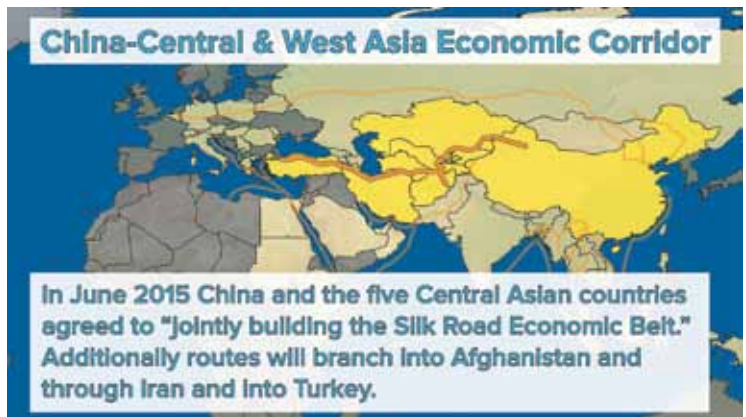 China-Central & West Asia Economic Corridor
In June 2015 China and the five Central Asian countries
agreed to “jointly building the Silk Road Economic Belt.”
Additionally routes will branch into Afghanistan and
through Iran and into Turkey.